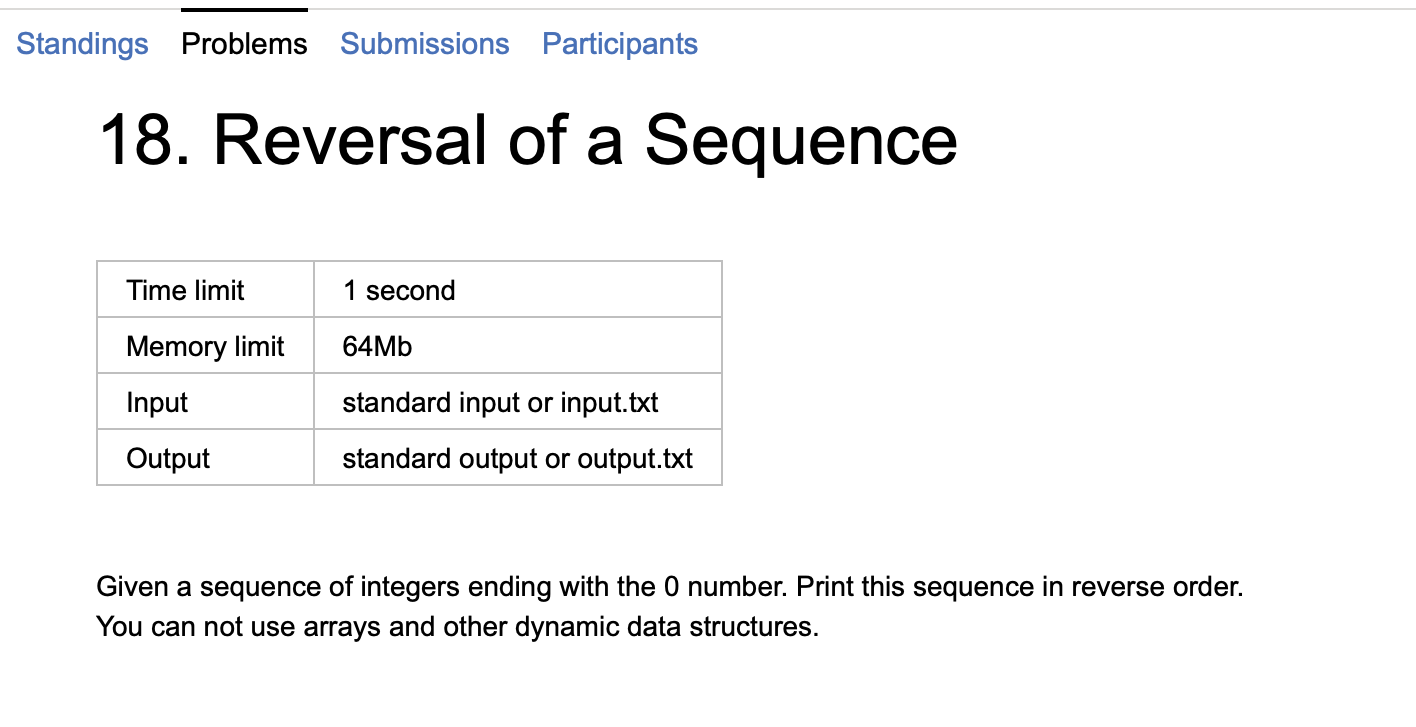 Standings Problems Submissions Participants
18. Reversal of a Sequence
Time limit 1 second
Memory limit 64Mb
Input standard input or input.txt
Output standard output or output.txt
Given a sequence of integers ending with the 0 number. Print this sequence in reverse order.
You can not use arrays and other dynamic data structures.